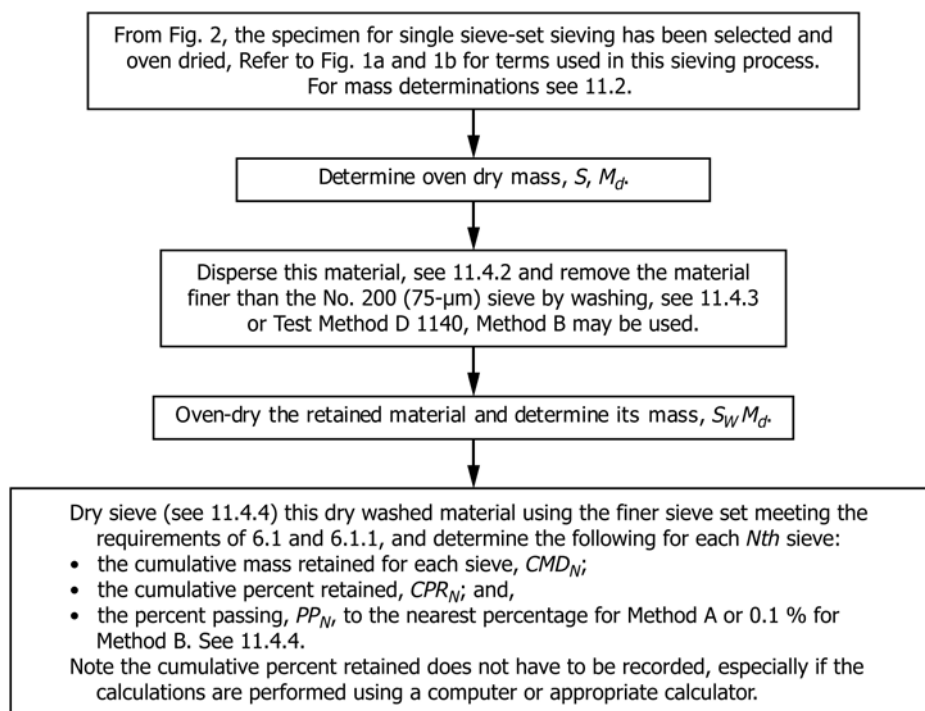 From Fig. 2, the specimen for single sieve-set sieving has been selected and
oven dried, Refer to Fig. 1a and 1b for terms used in this sieving process.
For mass determinations see 11.2.
Determine oven dry mass, S, M_d.
Disperse this material, see 11.4.2 and remove the material
finer than the No. 200 (75-μm) sieve by washing, see 11.4.3
or Test Method D 1140, Method B may be used.
Oven-dry the retained material and determine its mass, S_W M_d.
Dry sieve (see 11.4.4) this dry washed material using the finer sieve set meeting the
requirements of 6.1 and 6.1.1, and determine the following for each Nth sieve:
• the cumulative mass retained for each sieve, CMD_N;
• the cumulative percent retained, CPR_N; and,
• the percent passing, PP_N, to the nearest percentage for Method A or 0.1 % for
Method B. See 11.4.4.
Note the cumulative percent retained does not have to be recorded, especially if the
calculations are performed using a computer or appropriate calculator.